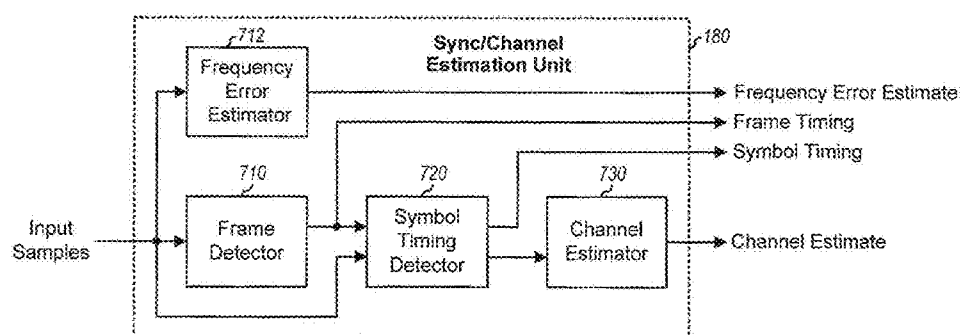 712
Sync/Channel
Estimation Unit
180
Frequency
Error
Estimator
Frequency Error Estimate
Frame Timing
Symbol Timing
710
720
730
Input
Samples
Frame
Detector
Symbol
Timing
Detector
Channel
Estimator
Channel Estimate